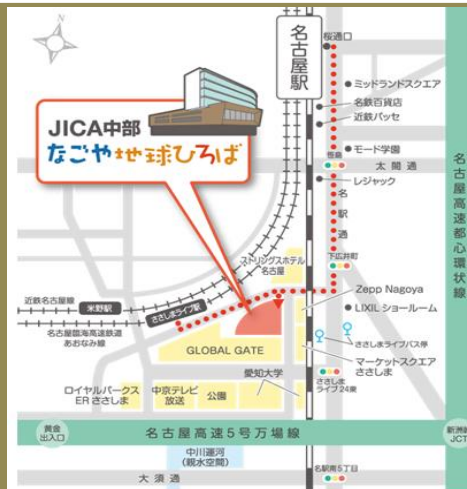 N
名古屋駅
桜通口
ミッドランドスクエア
名鉄百貨店
近鉄パッセ
モード学園
笹島
太閤通
レジャック
名駅通
下広井町
名古屋高速都心環状線
JICA中部
なごや地球ひろば
ストリングスホテル
名古屋
Zepp Nagoya
LIXIL ショールーム
近鉄名古屋線
米野駅
ささしまライブ駅
名古屋臨海高速鉄道
あおなみ線
ささしまライブバス停
GLOBAL GATE
マーケットスクエア
ささしま
愛知大学
ささしま
ライブ24東
ロイヤルパークス
ER ささしま
中京テレビ
放送
公園
黄金
出入口
名古屋高速5号万場線
新洲崎
JCT
中川運河
(親水空間)
名駅南5丁目
大須通